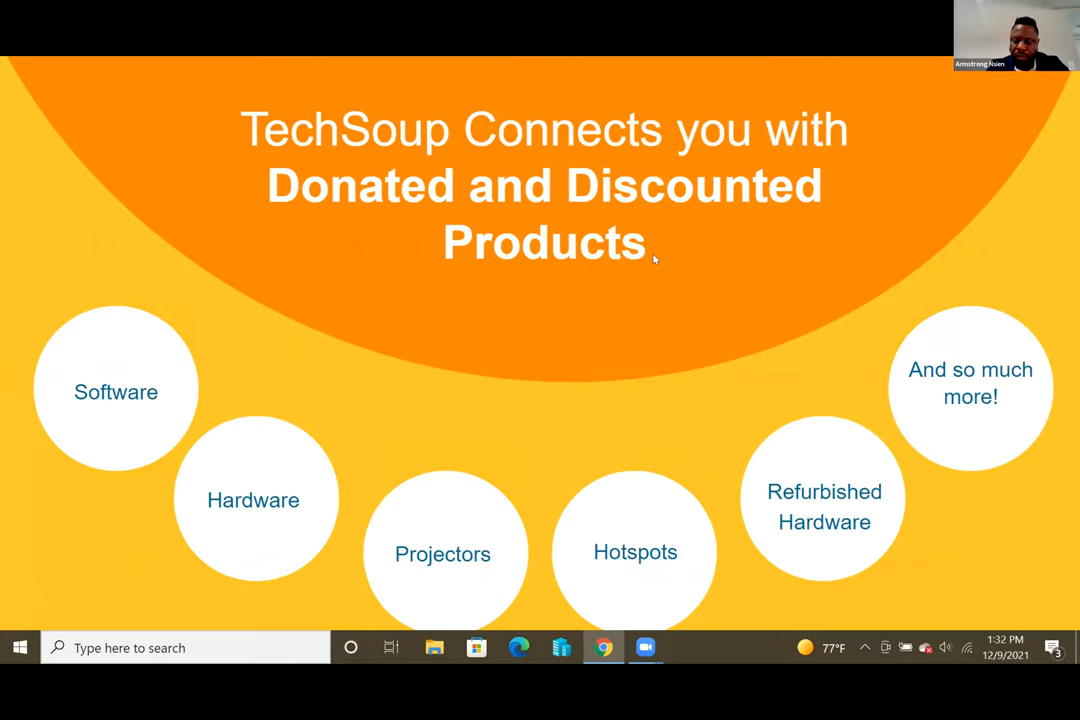 Armstrong Nsien
TechSoup Connects you with
Donated and Discounted
Products
Software
Hardware
Projectors
Hotspots
Refurbished
Hardware
And so much
more!
Type here to search
77°F
1:32 PM
12/9/2021
3